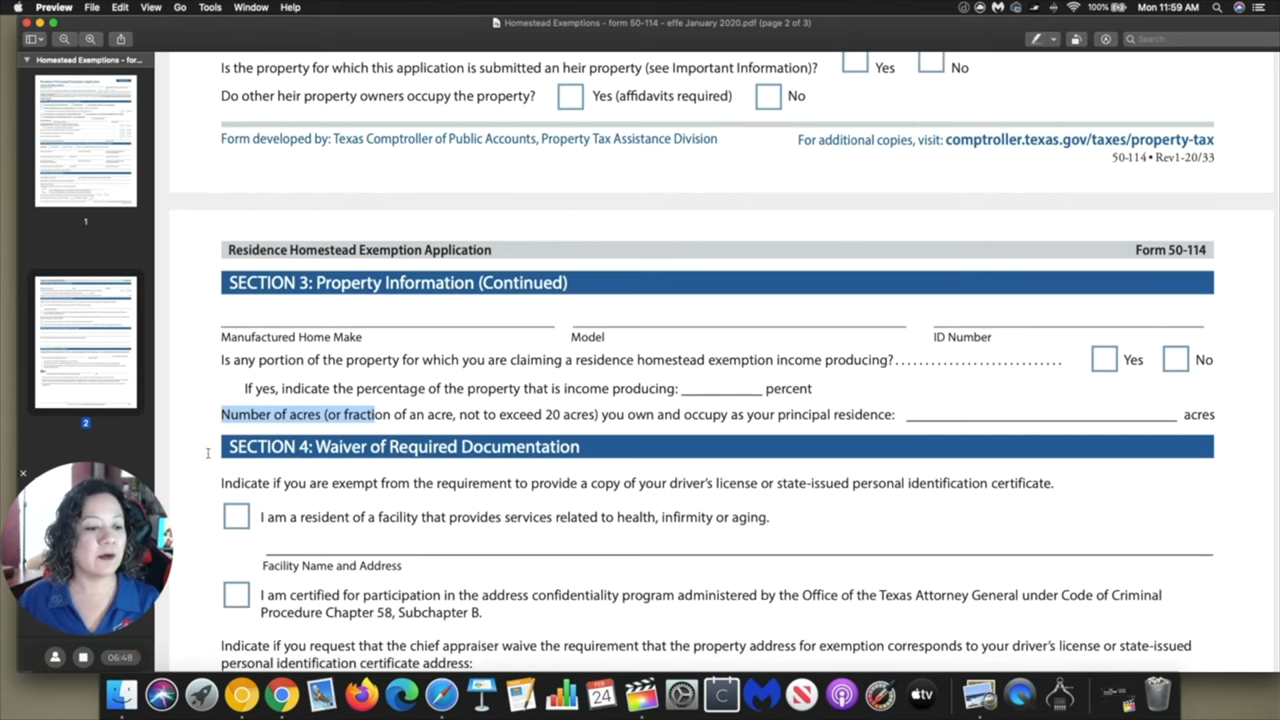 Preview File Edit View Go Tools Window Help
100% Mon 11:59 AM
Homestead Exemptions - form 50-114 - effe January 2020.pdf (page 2 of 3)
Search
Homestead Exemptions - for...
1
2
Is the property for which this application is submitted an heir property (see Important Information)? Yes No
Do other heir property owners occupy the property? Yes (affidavits required) No
Form developed by: Texas Comptroller of Public Accounts, Property Tax Assistance Division
For additional copies, visit: comptroller.texas.gov/taxes/property-tax
50-114 • Rev1-20/33
Residence Homestead Exemption Application Form 50-114
SECTION 3: Property Information (Continued)
Manufactured Home Make Model ID Number
Is any portion of the property for which you are claiming a residence homestead exemption income producing? Yes No
If yes, indicate the percentage of the property that is income producing: ___________ percent
Number of acres (or fraction of an acre, not to exceed 20 acres) you own and occupy as your principal residence: ___________ acres
SECTION 4: Waiver of Required Documentation
Indicate if you are exempt from the requirement to provide a copy of your driver's license or state-issued personal identification certificate.
I am a resident of a facility that provides services related to health, infirmity or aging.
Facility Name and Address
I am certified for participation in the address confidentiality program administered by the Office of the Texas Attorney General under Code of Criminal
Procedure Chapter 58, Subchapter B.
Indicate if you request that the chief appraiser waive the requirement that the property address for exemption corresponds to your driver's license or state-issued
personal identification certificate address:
06:48
FEB
24
tv